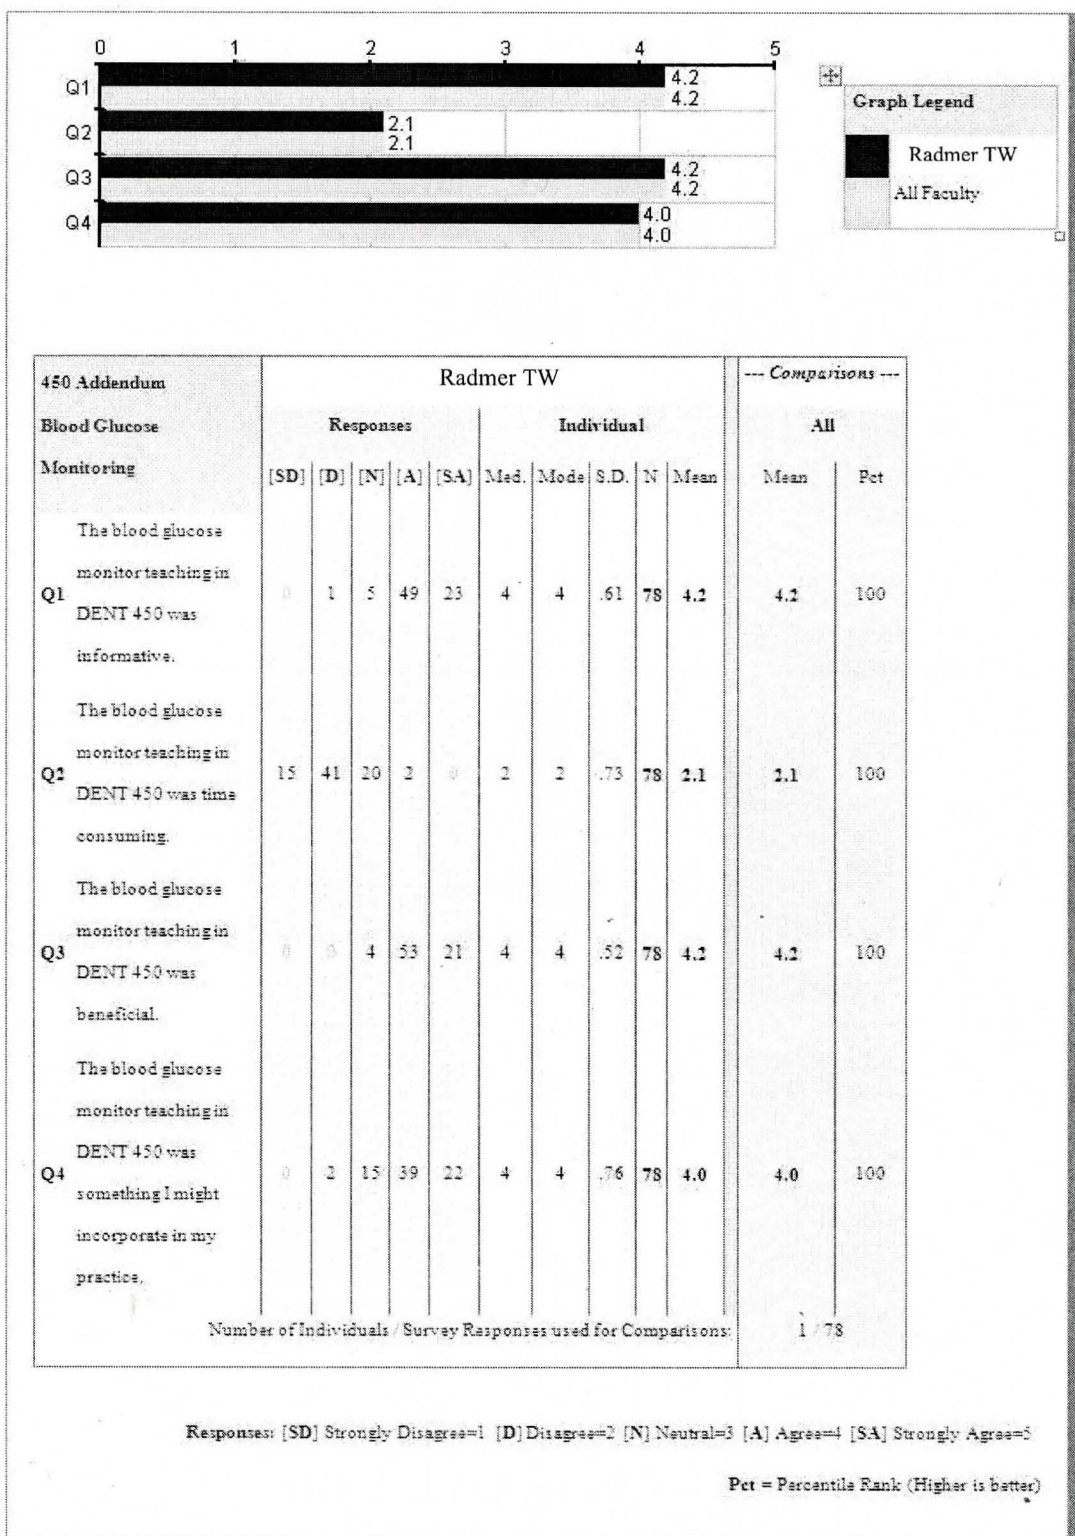 0 1 2 3 4 5
Q1 4.2
4.2
Q2 2.1
2.1
Q3 4.2
4.2
Q4 4.0
4.0
Graph Legend
Radmer TW
All Faculty
450 Addendum
Blood Glucose
Monitoring
Radmer TW
--- Comparisons ---
Responses Individual All
[SD] [D] [N] [A] [SA] Med. Mode S.D. N Mean Mean Pct
The blood glucose
monitor teaching in
Q1 0 1 5 49 23 4 4 .61 78 4.2 4.2 100
DENT 450 was
informative.
The blood glucose
monitor teaching in
Q2 15 41 20 2 0 2 2 .73 78 2.1 2.1 100
DENT 450 was time
consuming.
The blood glucose
monitor teaching in
Q3 0 0 4 53 21 4 4 .52 78 4.2 4.2 100
DENT 450 was
beneficial.
The blood glucose
monitor teaching in
DENT 450 was
Q4 0 2 15 39 22 4 4 .76 78 4.0 4.0 100
something I might
incorporate in my
practice.
Number of Individuals / Survey Responses used for Comparisons: 1 / 78
Responses: [SD] Strongly Disagree=1 [D] Disagree=2 [N] Neutral=3 [A] Agree=4 [SA] Strongly Agree=5
Pct = Percentile Rank (Higher is better)